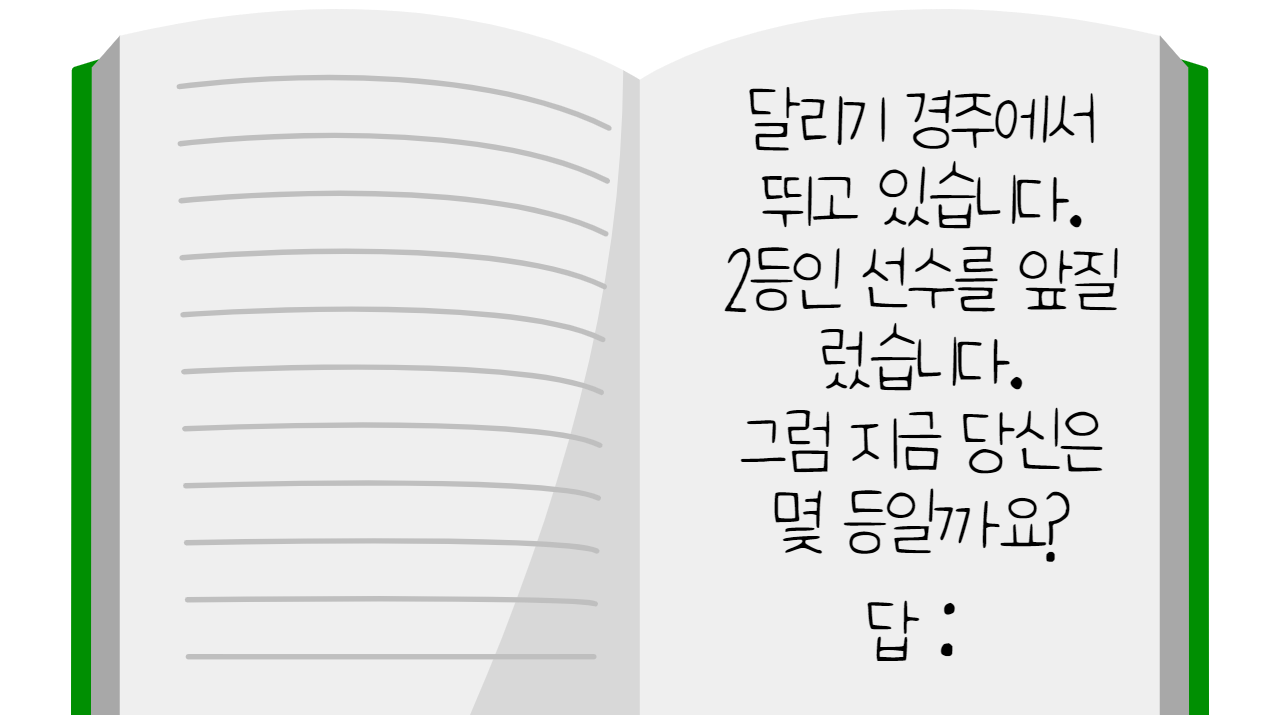 달리기 경주에서
뛰고 있습니다.
2등인 선수를 앞질
렀습니다.
그럼 지금 당신은
몇 등일까요?
답 :